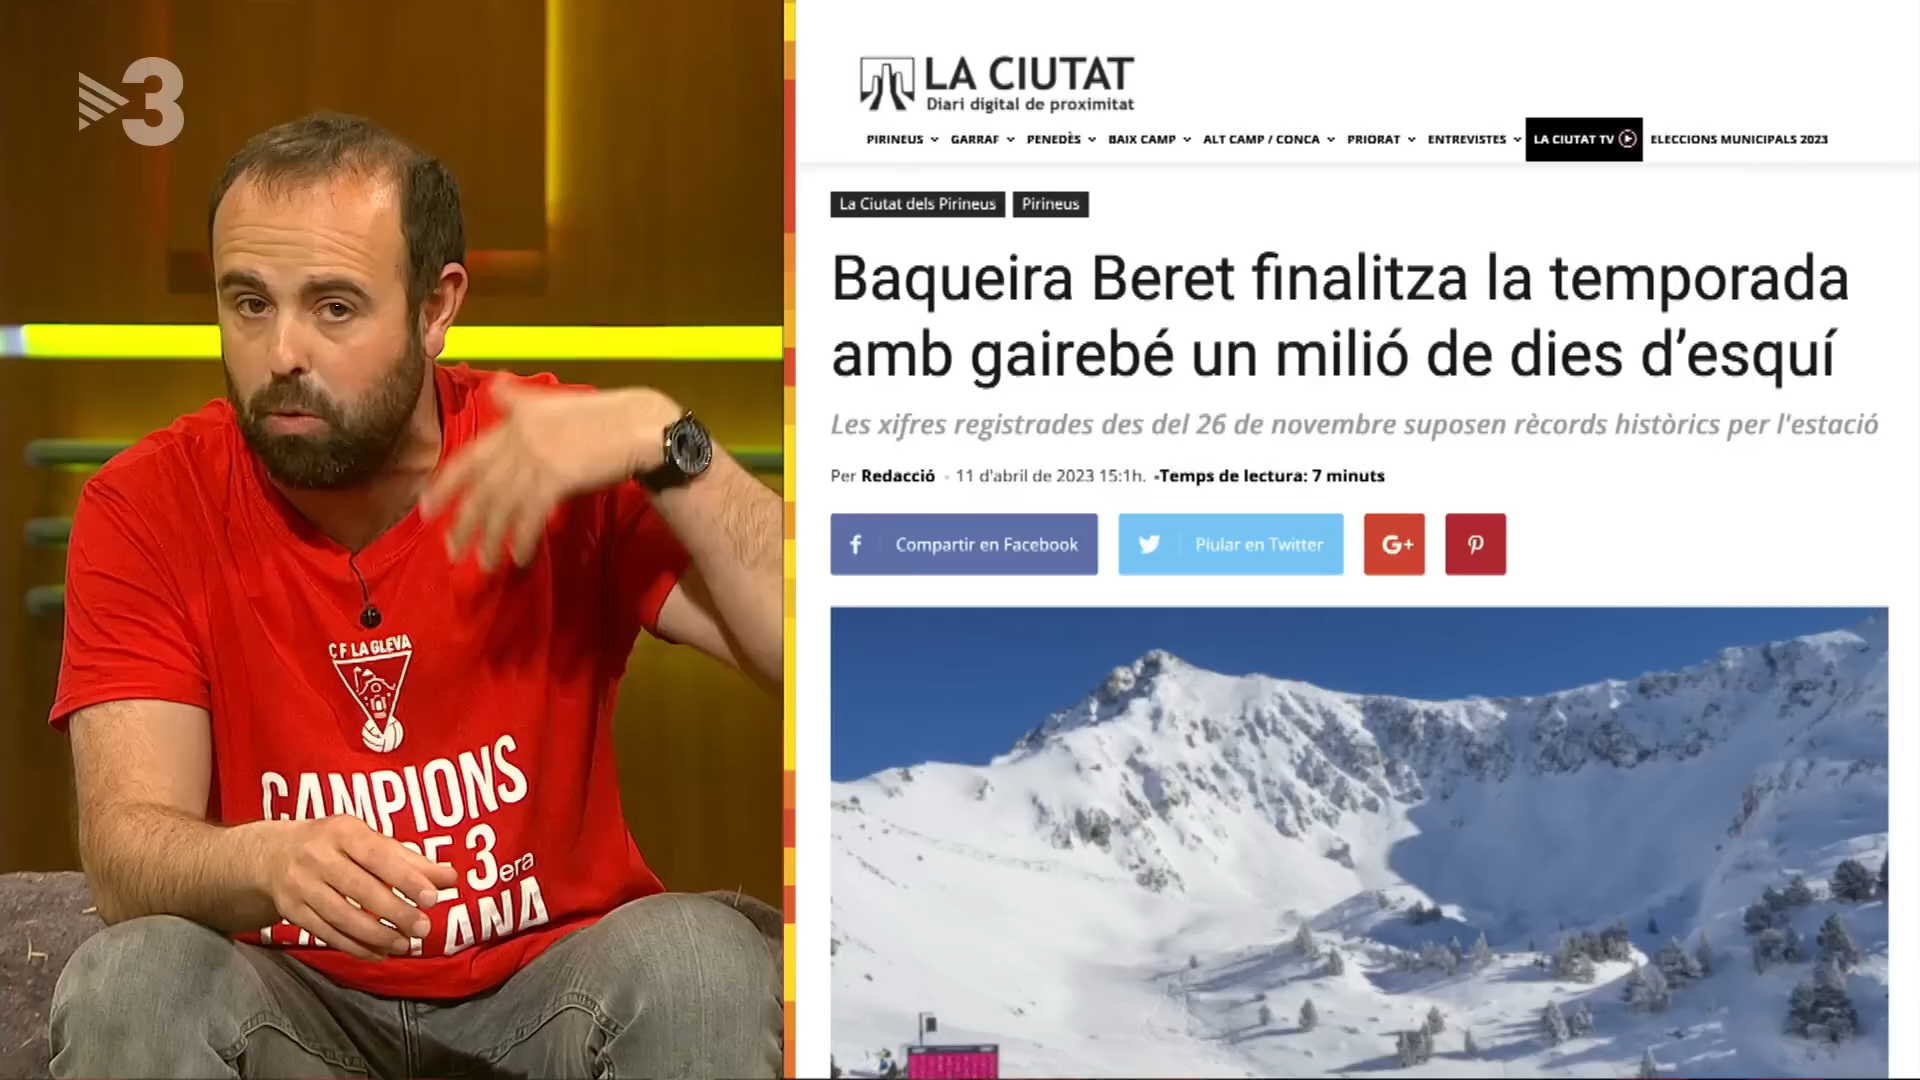 3
C F LA GLEVA
CAMPIONS
DE 3era
CATALANA
LA CIUTAT
Diari digital de proximitat
PIRINEUS GARRAF PENEDÈS BAIX CAMP ALT CAMP / CONCA PRIORAT ENTREVISTES LA CIUTAT TV ELECCIONS MUNICIPALS 2023
La Ciutat dels Pirineus Pirineus
Baqueira Beret finalitza la temporada
amb gairebé un milió de dies d’esquí
Les xifres registrades des del 26 de novembre suposen rècords històrics per l'estació
Per Redacció - 11 d'abril de 2023 15:1h. -Temps de lectura: 7 minuts
f Compartir en Facebook Piular en Twitter G+